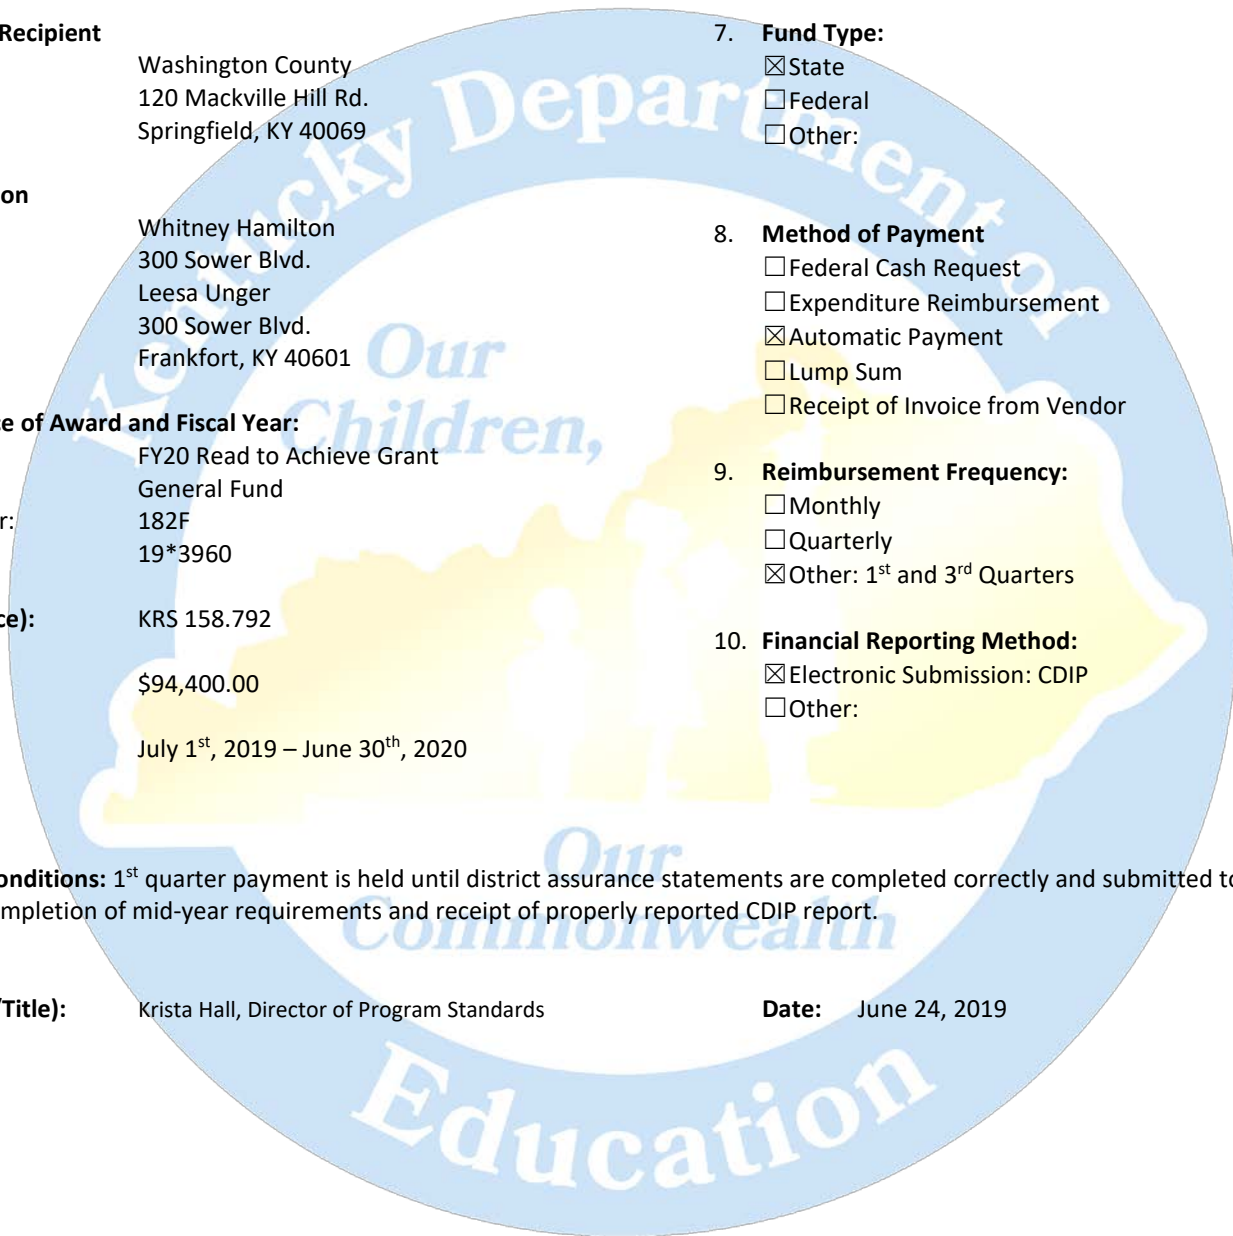 Recipient
Washington County
120 Mackville Hill Rd.
Springfield, KY 40069
on
Whitney Hamilton
300 Sower Blvd.
Leesa Unger
300 Sower Blvd.
Frankfort, KY 40601
e of Award and Fiscal Year:
FY20 Read to Achieve Grant
General Fund
r: 182F
19*3960
ce): KRS 158.792
$94,400.00
July 1st, 2019 – June 30th, 2020
7. Fund Type:
☒State
☐Federal
☐Other:
8. Method of Payment
☐Federal Cash Request
☐Expenditure Reimbursement
☒Automatic Payment
☐Lump Sum
☐Receipt of Invoice from Vendor
9. Reimbursement Frequency:
☐Monthly
☐Quarterly
☒Other: 1st and 3rd Quarters
10. Financial Reporting Method:
☒Electronic Submission: CDIP
☐Other:
onditions: 1st quarter payment is held until district assurance statements are completed correctly and submitted to
mpletion of mid-year requirements and receipt of properly reported CDIP report.
/Title): Krista Hall, Director of Program Standards Date: June 24, 2019
Kentucky Department of
Education
Our
Children,
Our
Commonwealth